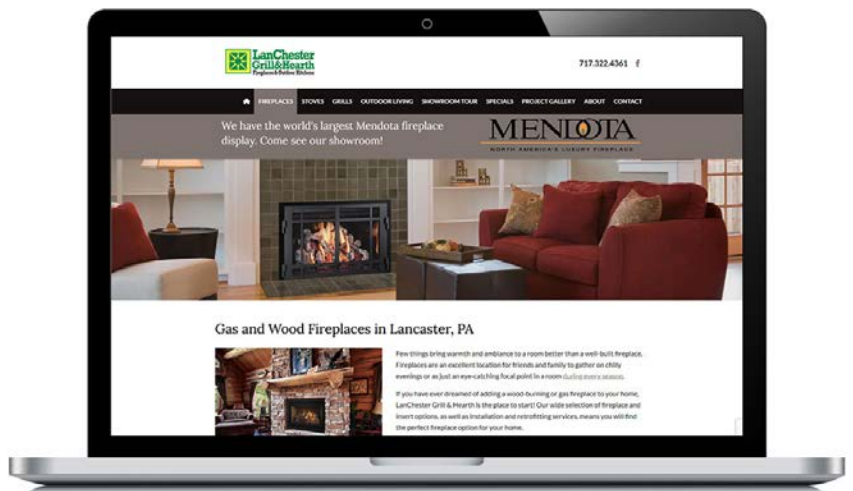 LanChester
Grill&Hearth
Fireplaces & Outdoor Kitchens
717.322.4361 f
FIREPLACES STOVES GRILLS OUTDOOR LIVING SHOWROOM TOUR SPECIALS PROJECT GALLERY ABOUT CONTACT
We have the world's largest Mendota fireplace
display. Come see our showroom!
MENDOTA
NORTH AMERICA'S LUXURY FIREPLACE
Gas and Wood Fireplaces in Lancaster, PA
Few things bring warmth and ambiance to a room better than a well-built fireplace.
Fireplaces are an excellent location for friends and family to gather on chilly
evenings or as just an eye-catching focal point in a room during every season.
If you have ever dreamed of adding a wood-burning or gas fireplace to your home,
LanChester Grill & Hearth is the place to start! Our wide selection of fireplace and
insert options, as well as installation and retrofitting services, means you will find
the perfect fireplace option for your home.